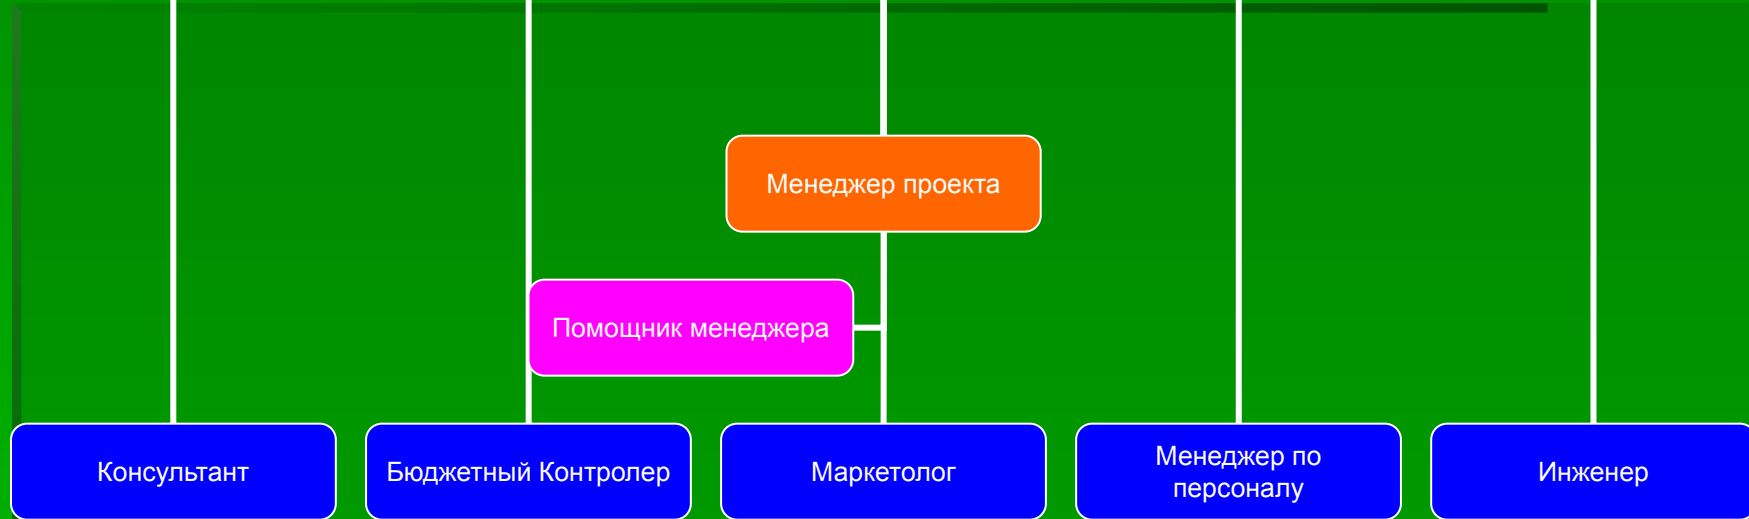 Менеджер проекта
Помощник менеджера
Консультант
Бюджетный Контролер
Маркетолог
Менеджер по
персоналу
Инженер